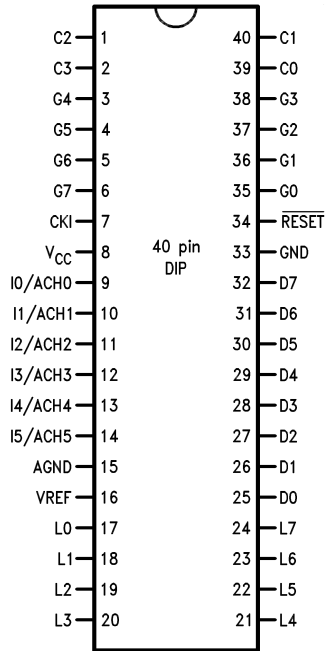 C2 1 40 C1
C3 2 39 C0
G4 3 38 G3
G5 4 37 G2
G6 5 36 G1
G7 6 35 G0
CKI 7 34 RESET
VCC 8 33 GND
40 pin
DIP
I0/ACH0 9 32 D7
I1/ACH1 10 31 D6
I2/ACH2 11 30 D5
I3/ACH3 12 29 D4
I4/ACH4 13 28 D3
I5/ACH5 14 27 D2
AGND 15 26 D1
VREF 16 25 D0
L0 17 24 L7
L1 18 23 L6
L2 19 22 L5
L3 20 21 L4